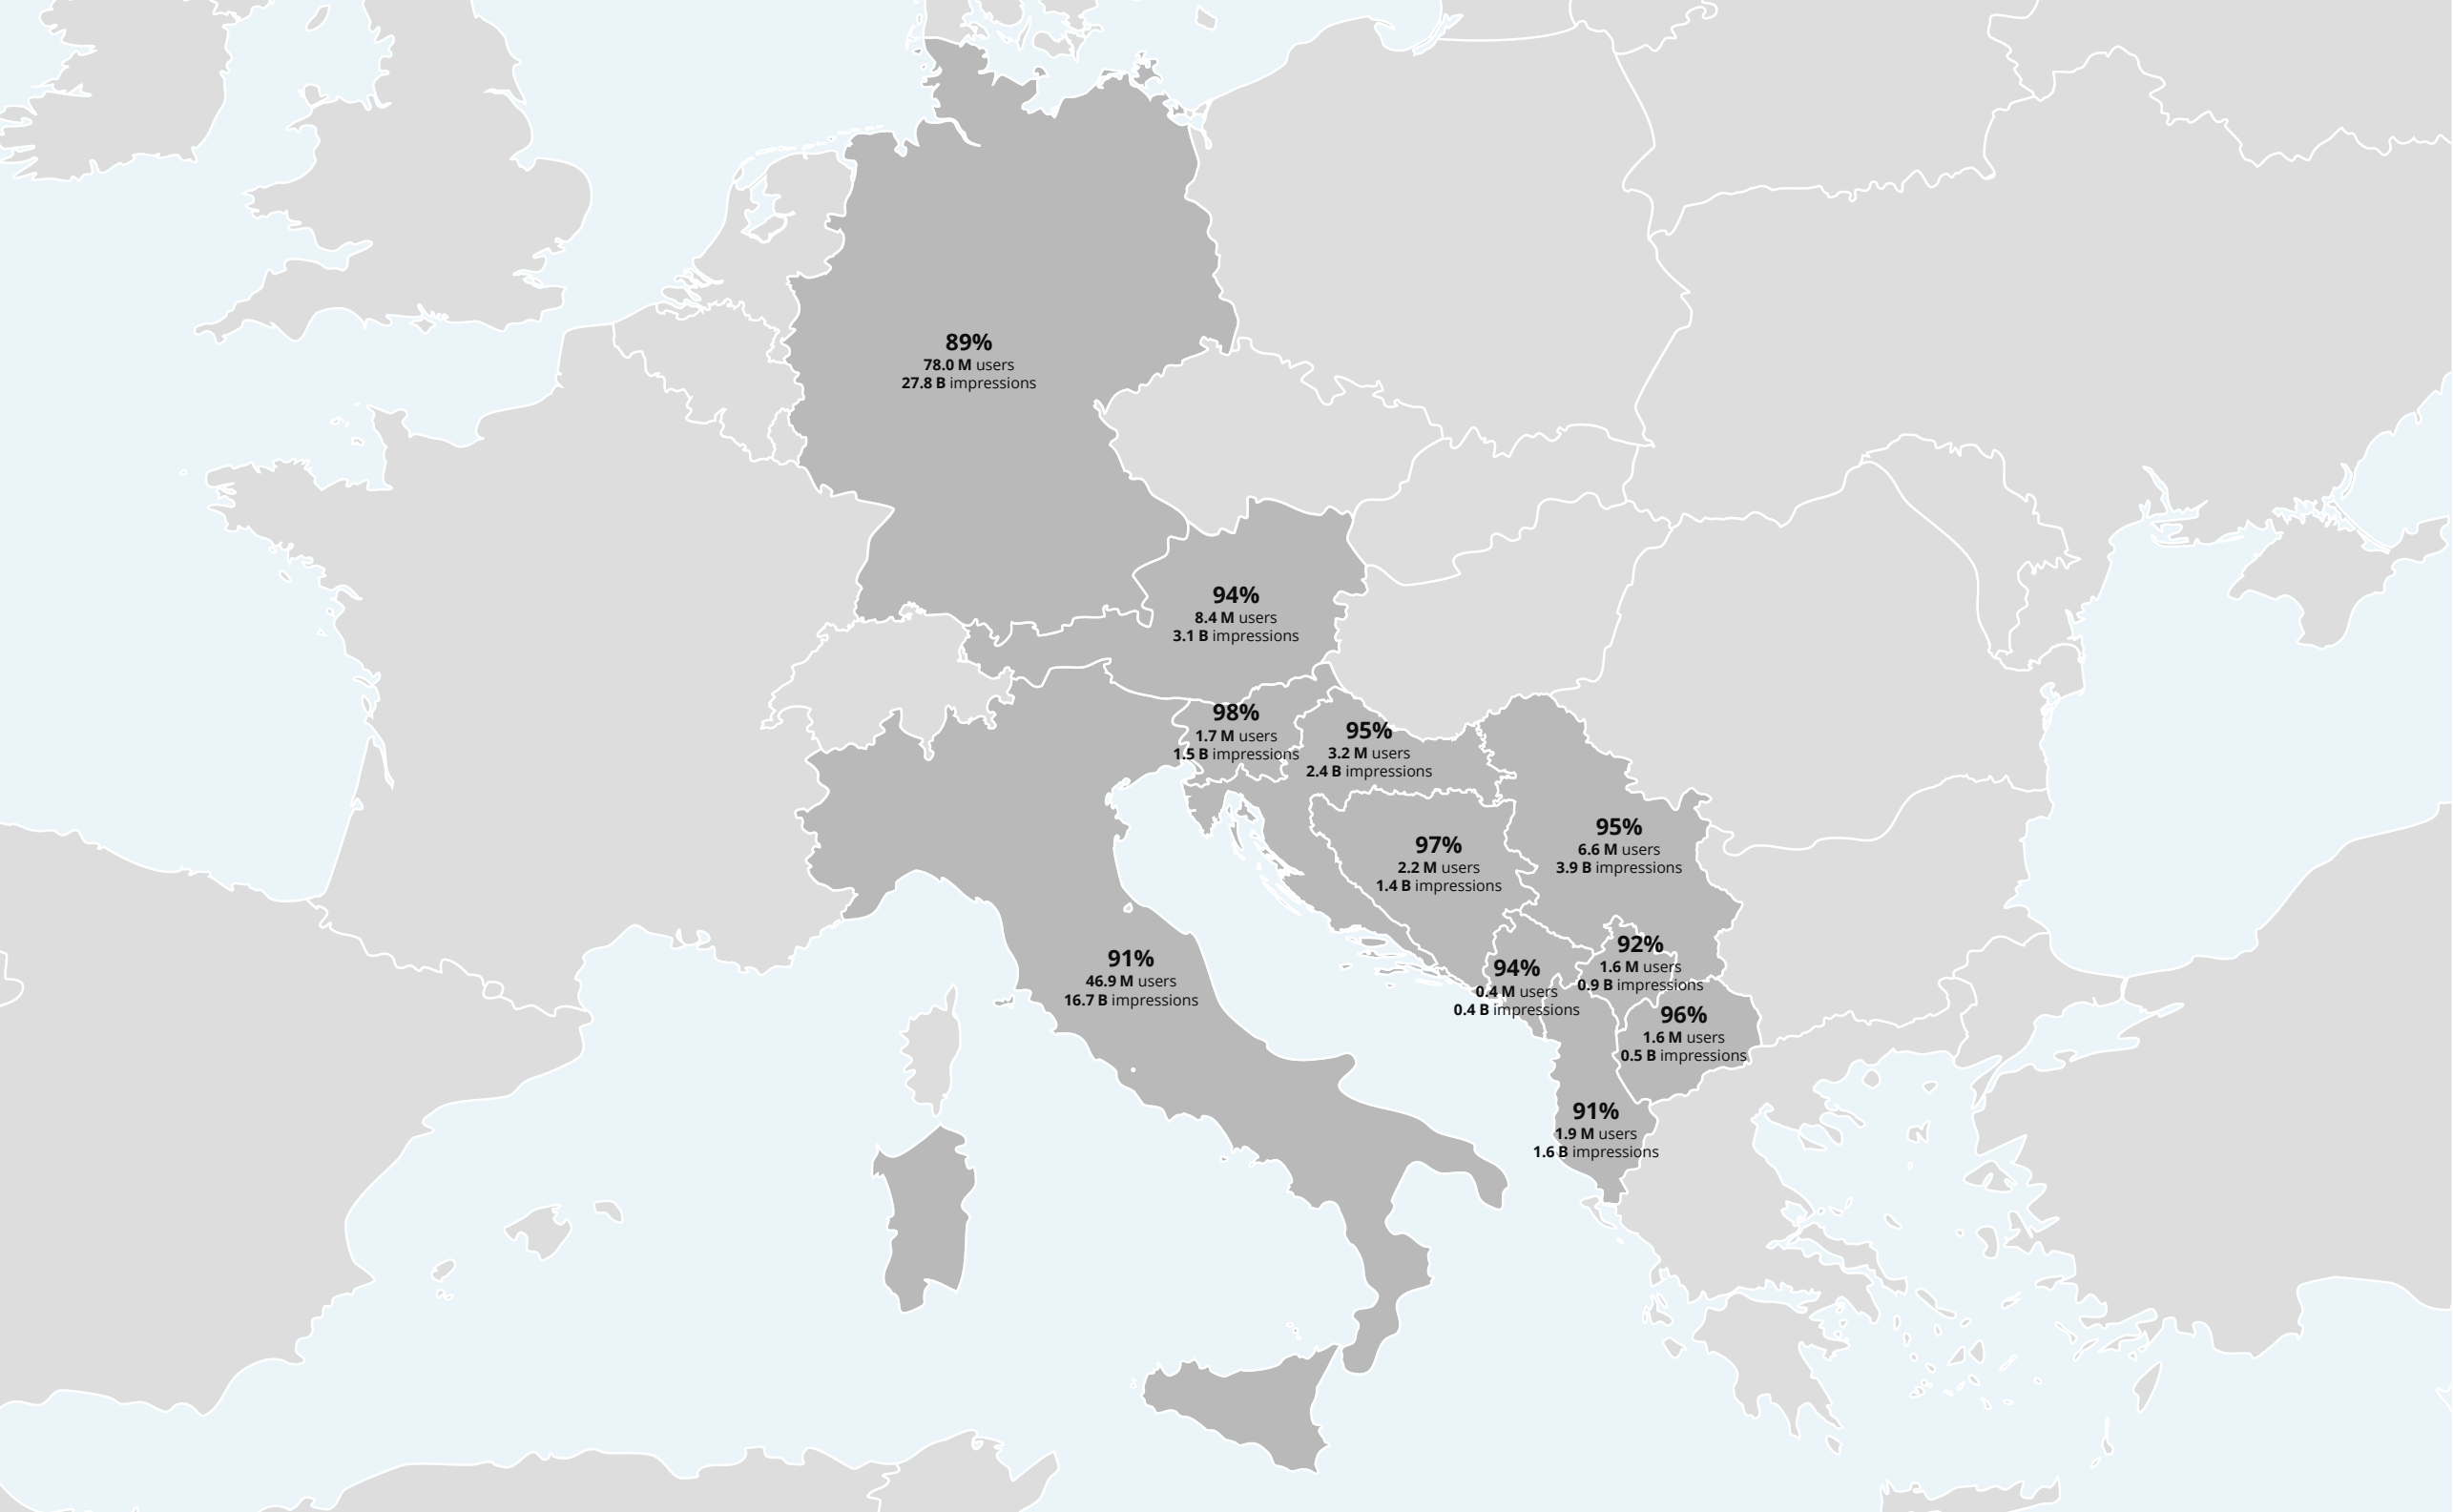 89%
78.0 M users
27.8 B impressions
94%
8.4 M users
3.1 B impressions
98%
1.7 M users
1.5 B impressions
95%
3.2 M users
2.4 B impressions
97%
2.2 M users
1.4 B impressions
95%
6.6 M users
3.9 B impressions
91%
46.9 M users
16.7 B impressions
94%
0.4 M users
0.4 B impressions
92%
1.6 M users
0.9 B impressions
96%
1.6 M users
0.5 B impressions
91%
1.9 M users
1.6 B impressions